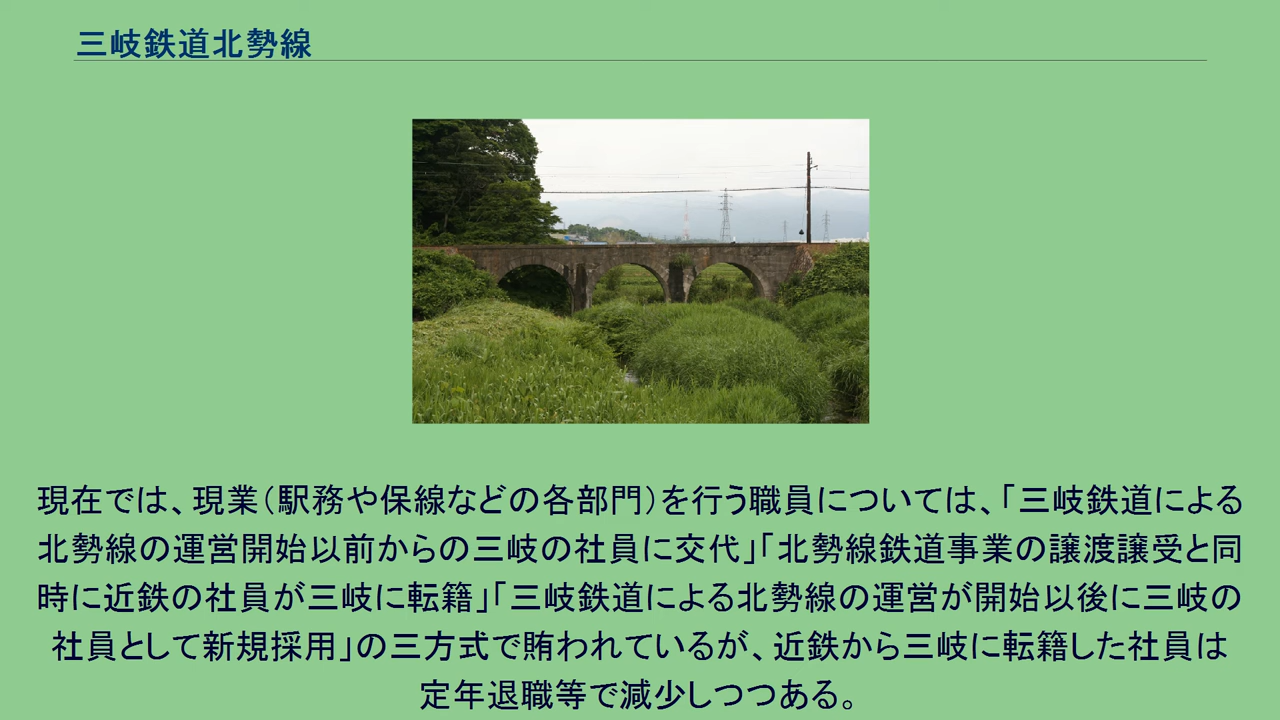 三岐鉄道北勢線
現在では、現業（駅務や保線などの各部門）を行う職員については、「三岐鉄道による
北勢線の運営開始以前からの三岐の社員に交代」「北勢線鉄道事業の譲渡譲受と同
時に近鉄の社員が三岐に転籍」「三岐鉄道による北勢線の運営が開始以後に三岐の
社員として新規採用」の三方式で賄われているが、近鉄から三岐に転籍した社員は
定年退職等で減少しつつある。